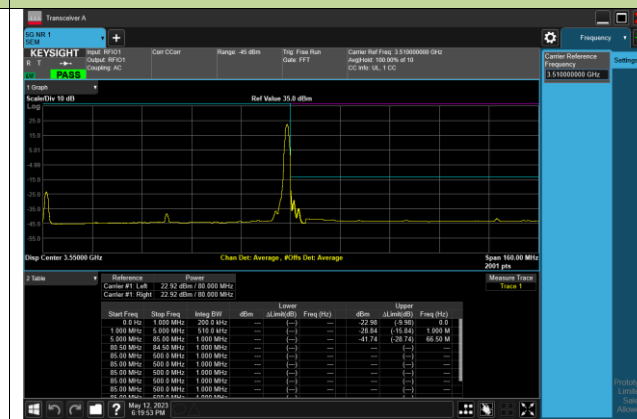 Transceiver A
5G NR 1
SEM
+
Frequency
KEYSIGHT
R T
PASS
Input: RFIO1
Output: RFIO1
Coupling: AC
Corr CCorr
Range: -45 dBm
Trig: Free Run
Gate: FFT
Carrier Ref Freq: 3.510000000 GHz
Avg|Hold: 100.00% of 10
CC Info: UL, 1 CC
Carrier Reference
Frequency
3.510000000 GHz
Settings
1 Graph
Scale/Div 10 dB
Ref Value 35.0 dBm
Log
25.0
15.0
5.01
-4.99
-15.0
-25.0
-35.0
-45.0
-55.0
Disp Center 3.55000 GHz
Chan Det: Average, #Offs Det: Average
Span 160.00 MHz
2001 pts
2 Table
Reference Power
Carrier #1: Left 22.92 dBm / 80.000 MHz
Carrier #1: Right 22.92 dBm / 80.000 MHz
Measure Trace
Trace 1
Lower Upper
Start Freq Stop Freq Integ BW dBm ΔLimit(dB) Freq (Hz) dBm ΔLimit(dB) Freq (Hz)
0.0 Hz 1.000 MHz 200.0 kHz --- (---) --- -22.98 (-9.98) 0.0
1.000 MHz 5.000 MHz 510.0 kHz --- (---) --- -28.84 (-15.84) 1.000 M
5.000 MHz 85.00 MHz 1.000 MHz --- (---) --- -41.74 (-28.74) 66.50 M
80.50 MHz 84.50 MHz 1.000 MHz --- (---) --- --- (---) ---
85.00 MHz 500.0 MHz 1.000 MHz --- (---) --- --- (---) ---
85.00 MHz 500.0 MHz 1.000 MHz --- (---) --- --- (---) ---
85.00 MHz 500.0 MHz 1.000 MHz --- (---) --- --- (---) ---
85.00 MHz 500.0 MHz 1.000 MHz --- (---) --- --- (---) ---
85.00 MHz 500.0 MHz 1.000 MHz --- (---) --- --- (---) ---
?
May 12, 2023
6:19:53 PM